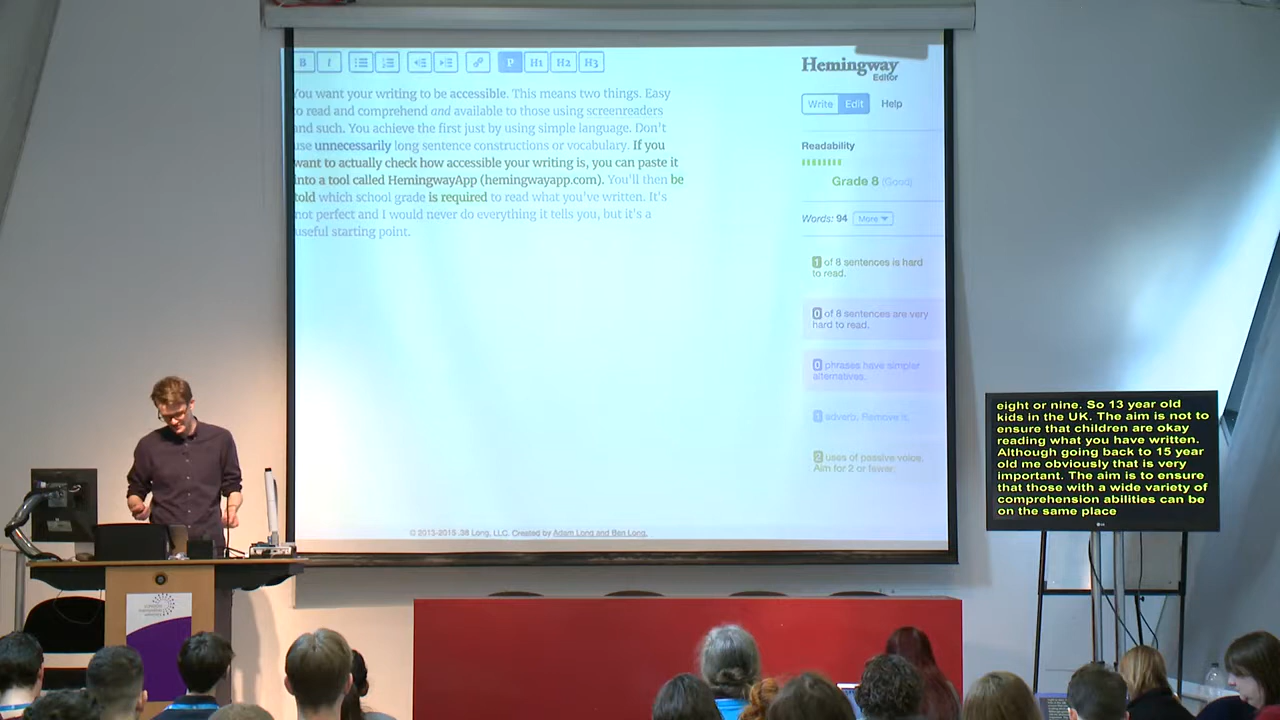 B I P H1 H2 H3
You want your writing to be accessible. This means two things. Easy
to read and comprehend and available to those using screenreaders
and such. You achieve the first just by using simple language. Don't
use unnecessarily long sentence constructions or vocabulary. If you
want to actually check how accessible your writing is, you can paste it
into a tool called HemingwayApp (hemingwayapp.com). You'll then be
told which school grade is required to read what you've written. It's
not perfect and I would never do everything it tells you, but it's a
useful starting point.
© 2013-2015 .38 Long, LLC. Created by Adam Long and Ben Long.
Hemingway
Editor
Write Edit Help
Readability
Grade 8 (Good)
Words: 94 More
1 of 8 sentences is hard
to read.
0 of 8 sentences are very
hard to read.
0 phrases have simpler
alternatives.
1 adverb. Remove it.
2 uses of passive voice.
Aim for 2 or fewer.
eight or nine. So 13 year old
kids in the UK. The aim is not to
ensure that children are okay
reading what you have written.
Although going back to 15 year
old me obviously that is very
important. The aim is to ensure
that those with a wide variety of
comprehension abilities can be
on the same place
LG